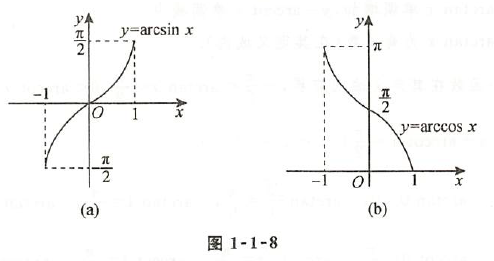 y
π/2
y=arcsin x
-1
O
1
x
-π/2
(a)
y
π
π/2
y=arccos x
-1
O
1
x
(b)
图 1-1-8